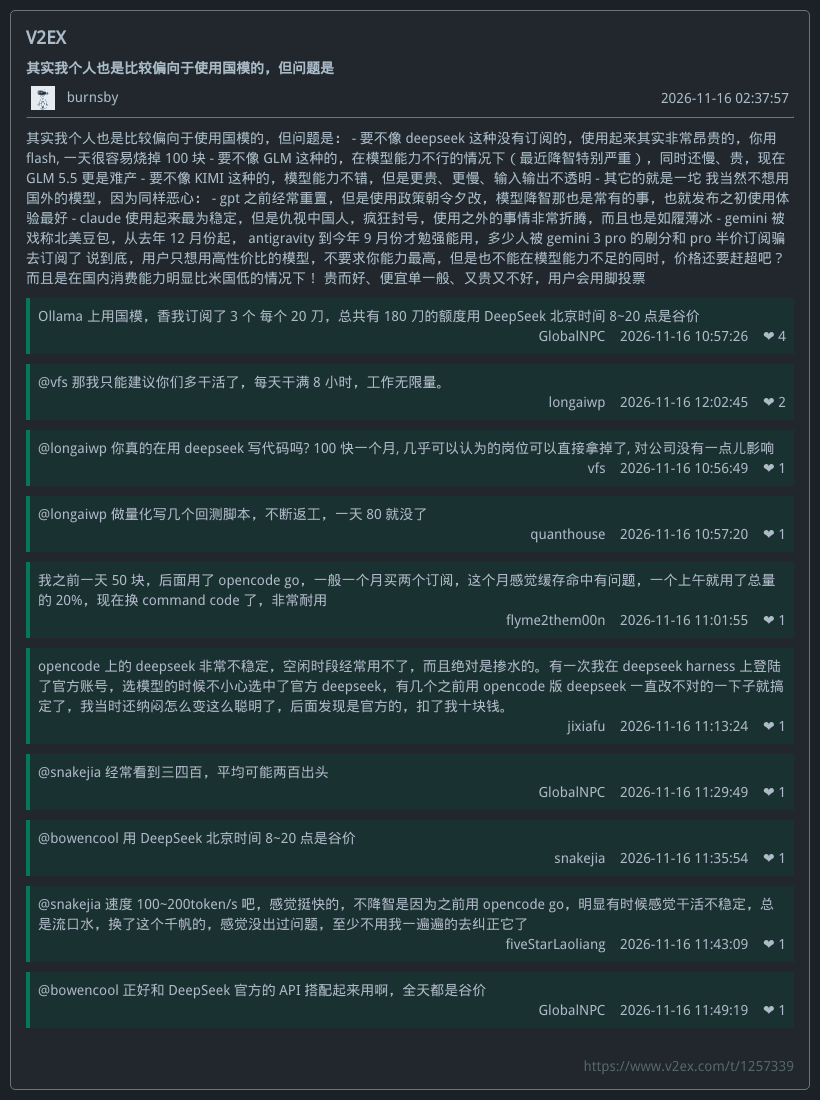 V2EX
其实我个人也是比较偏向于使用国模的，但问题是
burnsby 2026-11-16 02:37:57
其实我个人也是比较偏向于使用国模的，但问题是： - 要不像 deepseek 这种没有订阅的，使用起来其实非常昂贵的，你用
flash, 一天很容易烧掉 100 块 - 要不像 GLM 这种的，在模型能力不行的情况下（ 最近降智特别严重 ），同时还慢、贵，现在
GLM 5.5 更是难产 - 要不像 KIMI 这种的，模型能力不错，但是更贵、更慢、输入输出不透明 - 其它的就是一坨 我当然不想用
国外的模型，因为同样恶心： - gpt 之前经常重置，但是使用政策朝令夕改，模型降智那也是常有的事，也就发布之初使用体
验最好 - claude 使用起来最为稳定，但是仇视中国人，疯狂封号，使用之外的事情非常折腾，而且也是如履薄冰 - gemini 被
戏称北美豆包，从去年 12 月份起， antigravity 到今年 9 月份才勉强能用，多少人被 gemini 3 pro 的刷分和 pro 半价订阅骗
去订阅了 说到底，用户只想用高性价比的模型，不要求你能力最高，但是也不能在模型能力不足的同时，价格还要赶超吧？
而且是在国内消费能力明显比米国低的情况下！ 贵而好、便宜单一般、又贵又不好，用户会用脚投票
Ollama 上用国模，香我订阅了 3 个 每个 20 刀，总共有 180 刀的额度用 DeepSeek 北京时间 8~20 点是谷价
GlobalNPC 2026-11-16 10:57:26 ❤ 4
@vfs 那我只能建议你们多干活了，每天干满 8 小时，工作无限量。
longaiwp 2026-11-16 12:02:45 ❤ 2
@longaiwp 你真的在用 deepseek 写代码吗? 100 快一个月, 几乎可以认为的岗位可以直接拿掉了, 对公司没有一点儿影响
vfs 2026-11-16 10:56:49 ❤ 1
@longaiwp 做量化写几个回测脚本，不断返工，一天 80 就没了
quanthouse 2026-11-16 10:57:20 ❤ 1
我之前一天 50 块，后面用了 opencode go，一般一个月买两个订阅，这个月感觉缓存命中有问题，一个上午就用了总量
的 20%，现在换 command code 了，非常耐用
flyme2them00n 2026-11-16 11:01:55 ❤ 1
opencode 上的 deepseek 非常不稳定，空闲时段经常用不了，而且绝对是掺水的。有一次我在 deepseek harness 上登陆
了官方账号，选模型的时候不小心选中了官方 deepseek，有几个之前用 opencode 版 deepseek 一直改不对的一下子就搞
定了，我当时还纳闷怎么变这么聪明了，后面发现是官方的，扣了我十块钱。
jixiafu 2026-11-16 11:13:24 ❤ 1
@snakejia 经常看到三四百，平均可能两百出头
GlobalNPC 2026-11-16 11:29:49 ❤ 1
@bowencool 用 DeepSeek 北京时间 8~20 点是谷价
snakejia 2026-11-16 11:35:54 ❤ 1
@snakejia 速度 100~200token/s 吧，感觉挺快的，不降智是因为之前用 opencode go，明显有时候感觉干活不稳定，总
是流口水，换了这个千帆的，感觉没出过问题，至少不用我一遍遍的去纠正它了
fiveStarLaoliang 2026-11-16 11:43:09 ❤ 1
@bowencool 正好和 DeepSeek 官方的 API 搭配起来用啊，全天都是谷价
GlobalNPC 2026-11-16 11:49:19 ❤ 1
https://www.v2ex.com/t/1257339